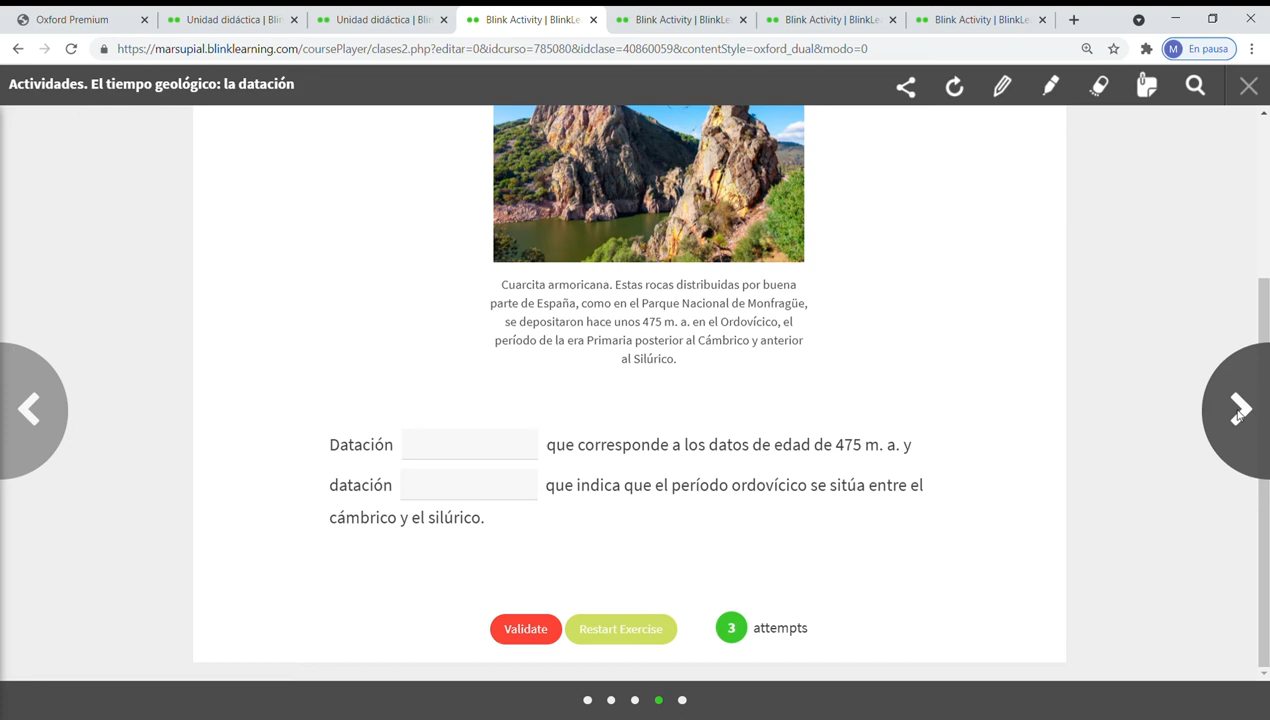 Oxford Premium
Unidad didáctica | Blin
Unidad didáctica | Blin
Blink Activity | BlinkLe
Blink Activity | BlinkLe
Blink Activity | BlinkLe
Blink Activity | BlinkLe
https://marsupial.blinklearning.com/coursePlayer/clases2.php?editar=0&idcurso=785080&idclase=40860059&contentStyle=oxford_dual&modo=0
M En pausa
Actividades. El tiempo geológico: la datación
Cuarcita armoricana. Estas rocas distribuidas por buena
parte de España, como en el Parque Nacional de Monfragüe,
se depositaron hace unos 475 m. a. en el Ordovícico, el
período de la era Primaria posterior al Cámbrico y anterior
al Silúrico.
Datación que corresponde a los datos de edad de 475 m. a. y
datación que indica que el período ordovícico se sitúa entre el
cámbrico y el silúrico.
Validate
Restart Exercise
3 attempts